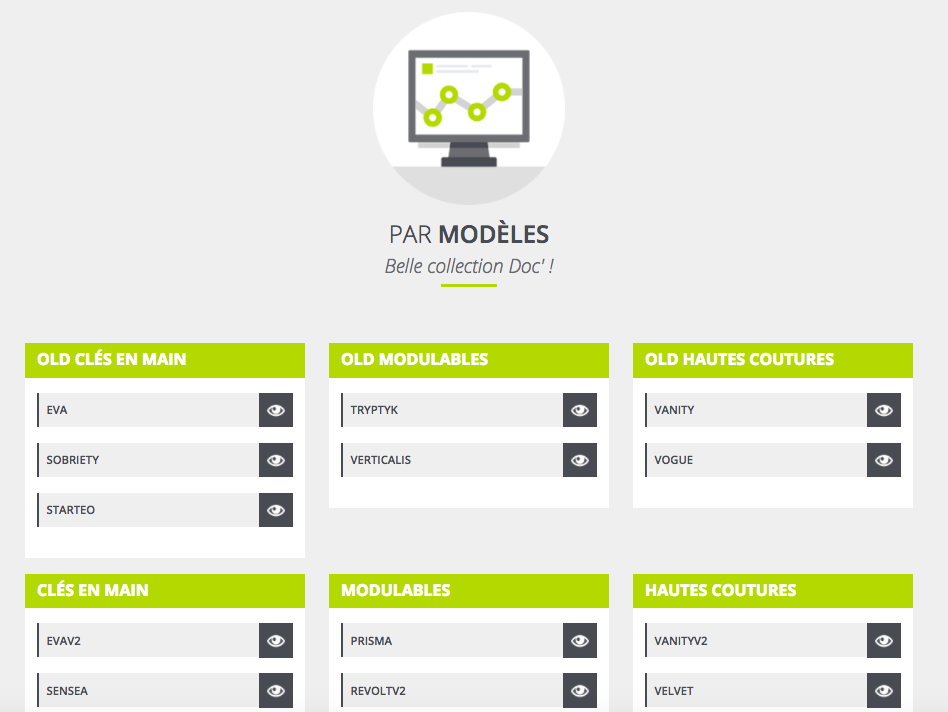 PAR MODÈLES
Belle collection Doc' !
OLD CLÉS EN MAIN
EVA
SOBRIETY
STARTEO
OLD MODULABLES
TRYPTYK
VERTICALIS
OLD HAUTES COUTURES
VANITY
VOGUE
CLÉS EN MAIN
EVAV2
SENSEA
MODULABLES
PRISMA
REVOLTV2
HAUTES COUTURES
VANITYV2
VELVET